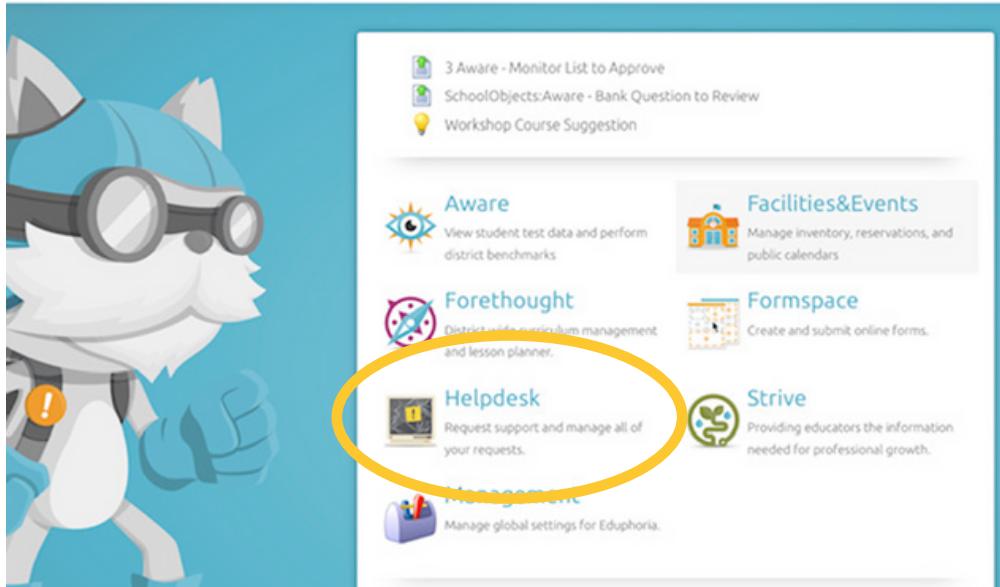 3 Aware - Monitor List to Approve
SchoolObjects:Aware - Bank Question to Review
Workshop Course Suggestion
Aware
View student test data and perform
district benchmarks
Facilities&Events
Manage inventory, reservations, and
public calendars
Forethought
District-wide curriculum management
and lesson planner.
Formspace
Create and submit online forms.
Helpdesk
Request support and manage all of
your requests.
Strive
Providing educators the information
needed for professional growth.
Management
Manage global settings for Eduphoria.